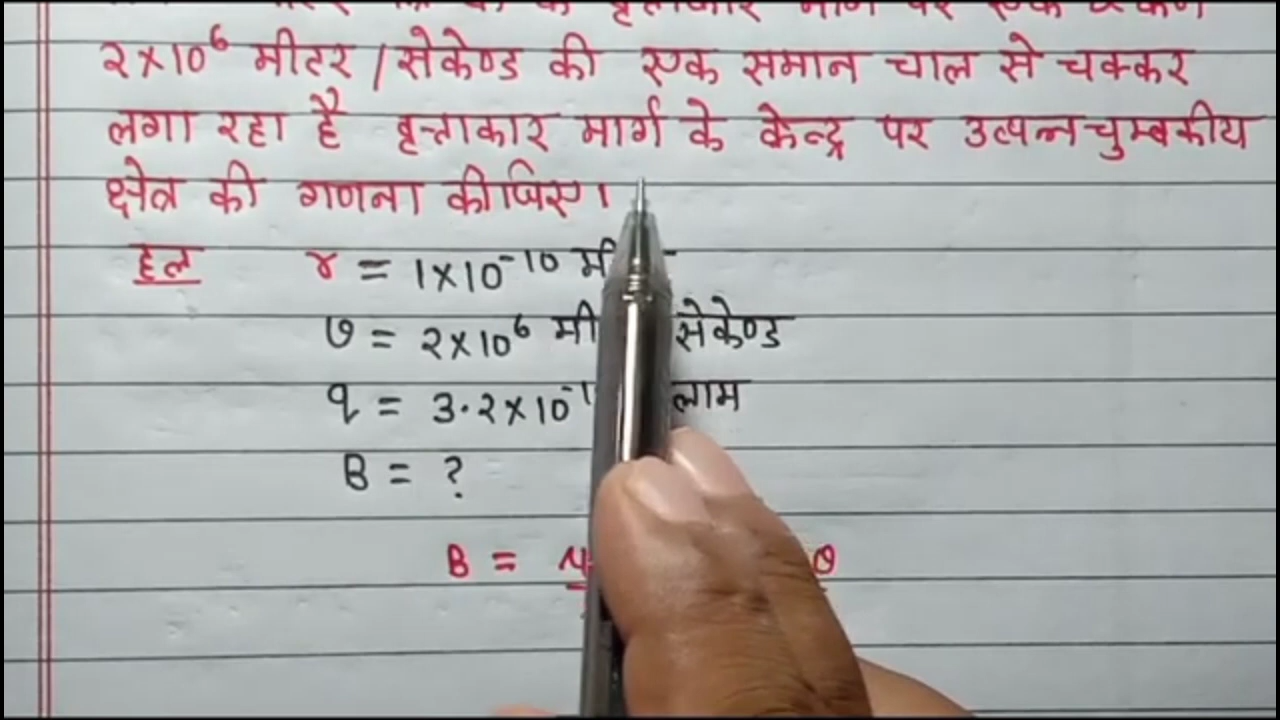 2×10⁶ मीटर /सेकेण्ड की एक समान चाल से चक्कर
लगा रहा है वृत्ताकार मार्ग के केन्द्र पर उत्पन्न चुम्बकीय
क्षेत्र की गणना कीजिए।
हल r = 1×10⁻¹⁰
v = 2×10⁶ सेकेण्ड
q = 3.2×10
B = ?
B =